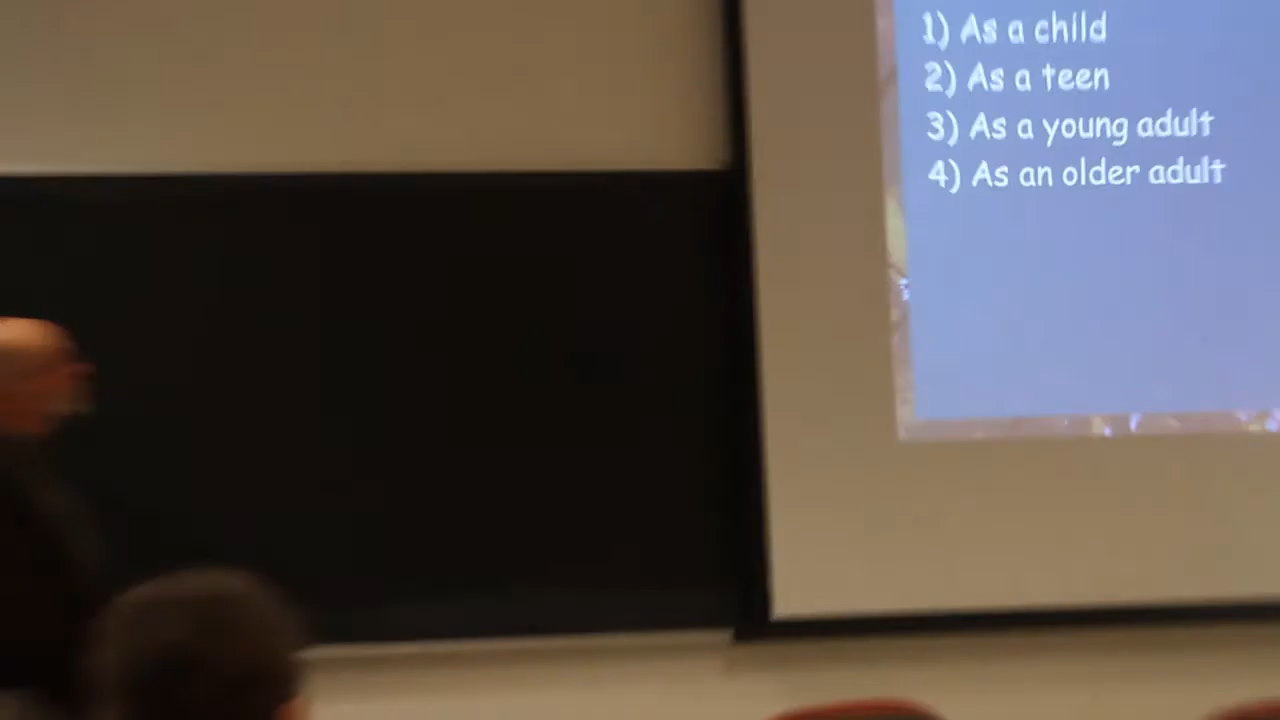 1) As a child
2) As a teen
3) As a young adult
4) As an older adult